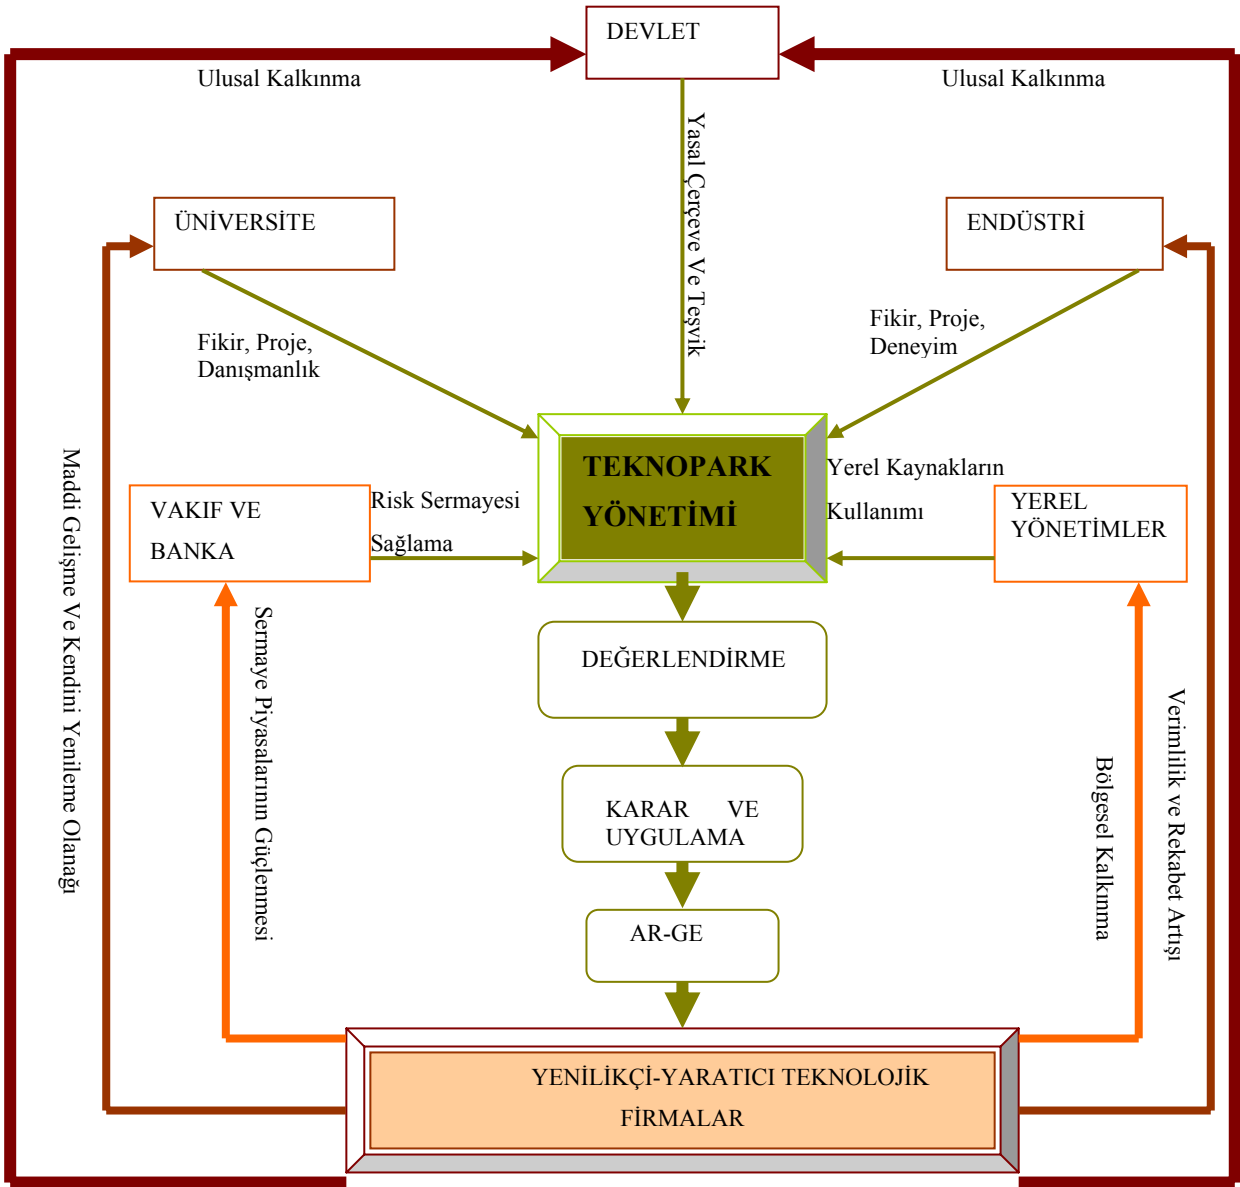 DEVLET
Ulusal Kalkınma
Ulusal Kalkınma
Yasal Çerçeve Ve Teşvik
ÜNİVERSİTE
ENDÜSTRİ
Fikir, Proje,
Danışmanlık
Fikir, Proje,
Deneyim
TEKNOPARK
YÖNETİMİ
Maddi Gelişme Ve Kendini Yenileme Olanağı
VAKIF VE
BANKA
Risk Sermayesi
Sağlama
Yerel Kaynakların
Kullanımı
YEREL
YÖNETİMLER
Sermaye Piyasalarının Güçlenmesi
DEĞERLENDİRME
Bölgesel Kalkınma
Verimlilik ve Rekabet Artışı
KARAR VE
UYGULAMA
AR-GE
YENİLİKÇİ-YARATICI TEKNOLOJİK
FİRMALAR